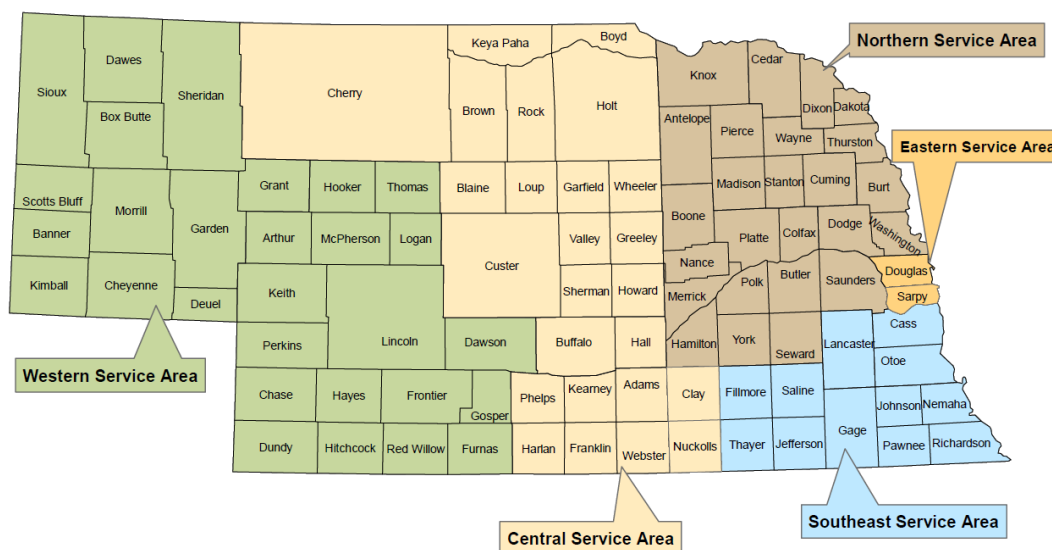 Northern Service Area
Boyd
Keya Paha
Cedar
Dawes
Knox
Sioux
Sheridan
Cherry
Brown
Rock
Holt
Dixon
Dakota
Box Butte
Antelope
Pierce
Wayne
Thurston
Eastern Service Area
Grant
Hooker
Thomas
Blaine
Loup
Garfield
Wheeler
Madison
Stanton
Cuming
Burt
Scotts Bluff
Morrill
Garden
Boone
Banner
Arthur
McPherson
Logan
Valley
Greeley
Platte
Colfax
Dodge
Washington
Custer
Nance
Douglas
Kimball
Cheyenne
Deuel
Keith
Sherman
Howard
Merrick
Polk
Butler
Saunders
Sarpy
Cass
Perkins
Lincoln
Dawson
Buffalo
Hall
Hamilton
York
Seward
Lancaster
Otoe
Western Service Area
Chase
Hayes
Frontier
Gosper
Phelps
Kearney
Adams
Clay
Fillmore
Saline
Johnson
Nemaha
Gage
Dundy
Hitchcock
Red Willow
Furnas
Harlan
Franklin
Webster
Nuckolls
Thayer
Jefferson
Pawnee
Richardson
Southeast Service Area
Central Service Area